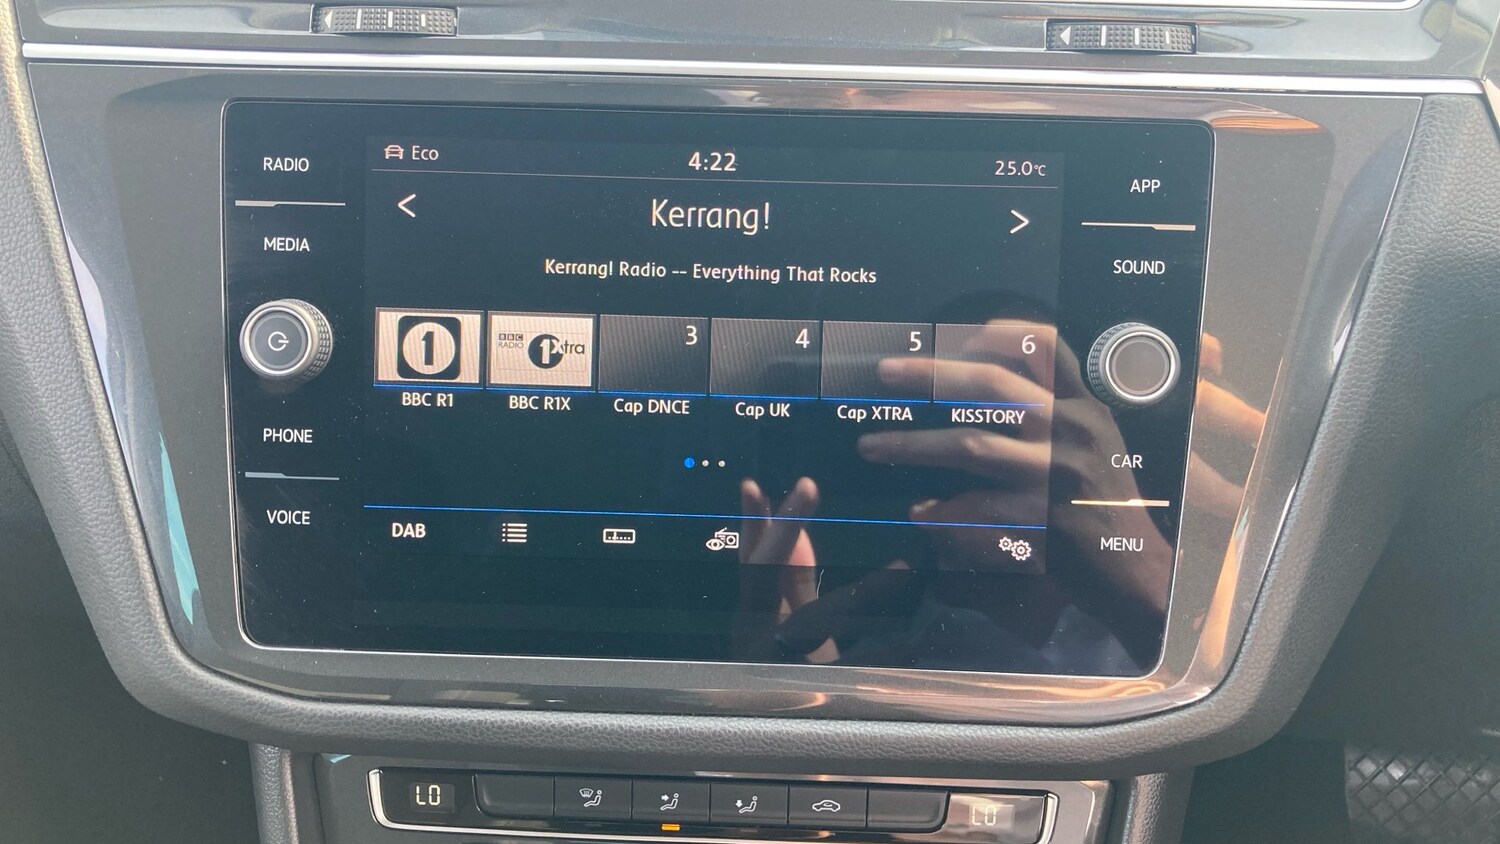 RADIO
MEDIA
PHONE
VOICE
Eco
4:22
25.0°C
<
Kerrang!
>
Kerrang! Radio -- Everything That Rocks
1
BBC RADIO 1Xtra
3
4
5
6
BBC R1
BBC R1X
Cap DNCE
Cap UK
Cap XTRA
KISSTORY
DAB
APP
SOUND
CAR
MENU
LO
LO